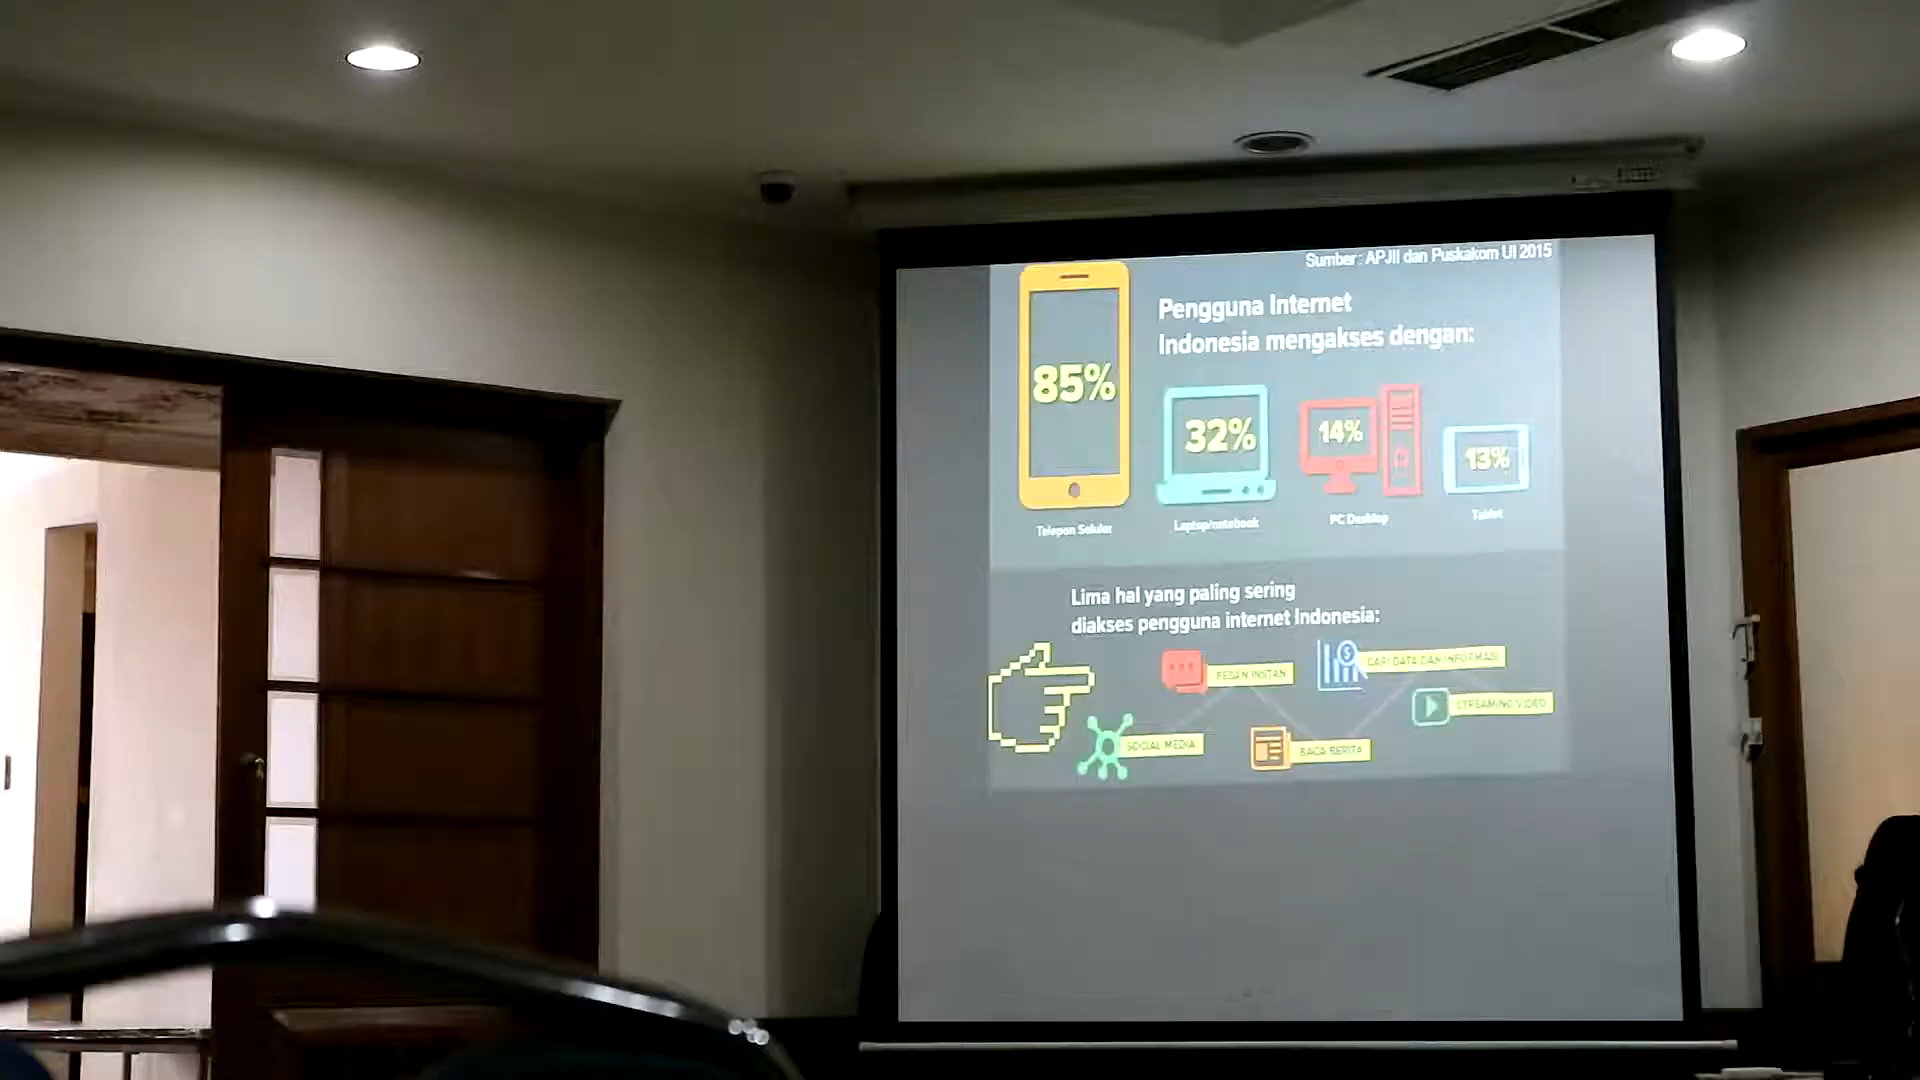 Sumber : APJII dan Puskakom UI 2015
Pengguna Internet
Indonesia mengakses dengan:
85%
32%
14%
13%
Telepon Seluler
Laptop/notebook
PC Desktop
Tablet
Lima hal yang paling sering
diakses pengguna internet Indonesia:
PESAN INSTAN
CARI DATA DAN INFORMASI
STREAMING VIDEO
SOCIAL MEDIA
BACA BERITA